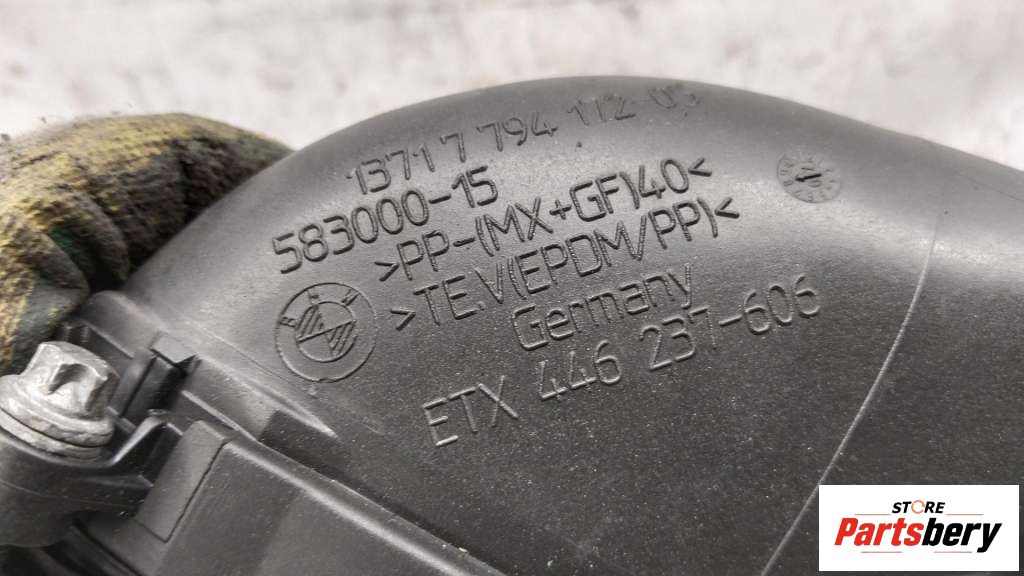 13717 794 112-05
583000-15
>PP-(MX+GF)40<
>TE.V(EPDM/PP)<
BMW
Germany
ETX 446 237-606
STORE
Partsbery